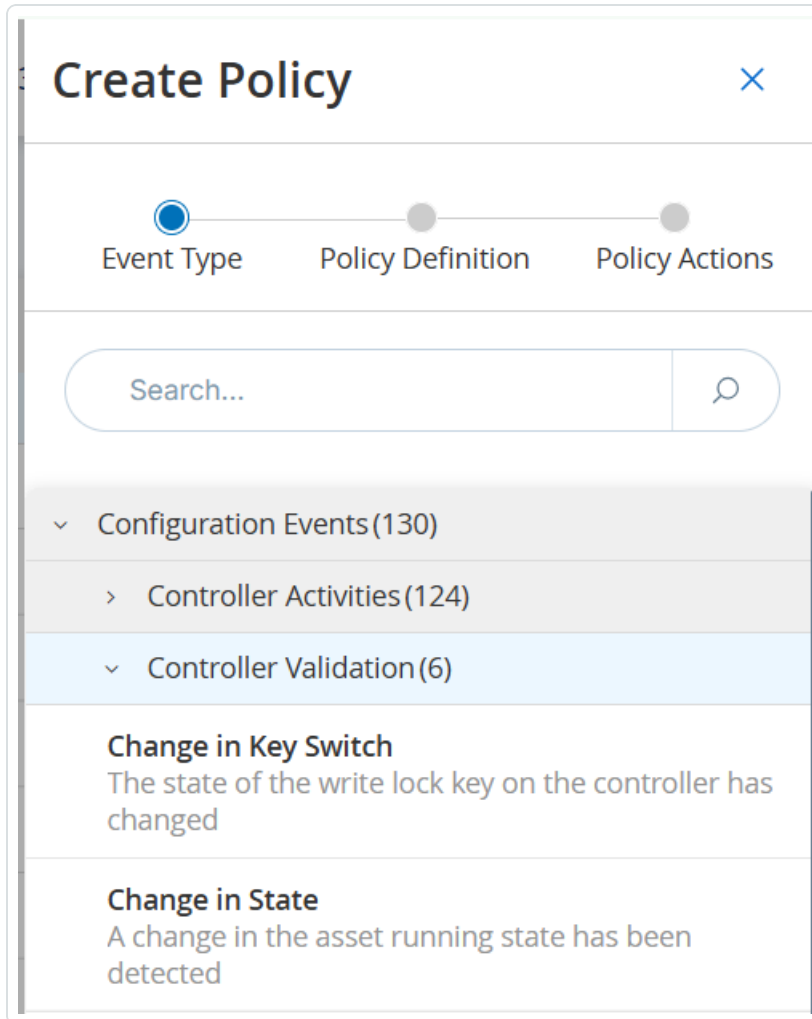 Create Policy
Event Type Policy Definition Policy Actions
Search...
Configuration Events (130)
Controller Activities (124)
Controller Validation (6)
Change in Key Switch
The state of the write lock key on the controller has
changed
Change in State
A change in the asset running state has been
detected